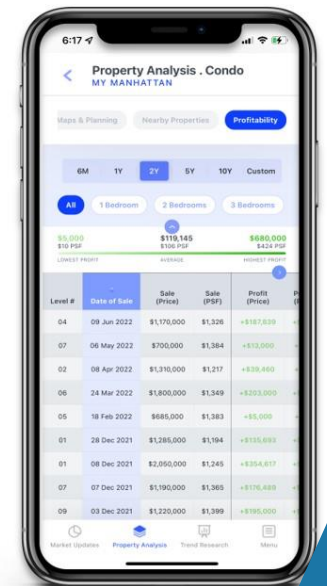 6:17
Property Analysis . Condo
MY MANHATTAN
Maps & Planning Nearby Properties Profitability
6M 1Y 2Y 5Y 10Y Custom
All 1 Bedroom 2 Bedrooms 3 Bedrooms
$5,000 $119,145 $680,000
$10 PSF $106 PSF $424 PSF
LOWEST PROFIT AVERAGE HIGHEST PROFIT
Level # Date of Sale Sale (Price) Sale (PSF) Profit (Price)
04 09 Jun 2022 $1,170,000 $1,326 +$167,839
07 06 May 2022 $700,000 $1,384 +$13,000
02 08 Apr 2022 $1,310,000 $1,217 +$39,460
06 24 Mar 2022 $1,800,000 $1,349 +$203,000
05 18 Feb 2022 $685,000 $1,383 +$5,000
01 28 Dec 2021 $1,285,000 $1,194 +$135,693
01 08 Dec 2021 $2,050,000 $1,245 +$354,617
07 07 Dec 2021 $1,190,000 $1,365 +$176,489
09 03 Dec 2021 $1,220,000 $1,399 +$195,000
Market Updates Property Analysis Trend Research Menu